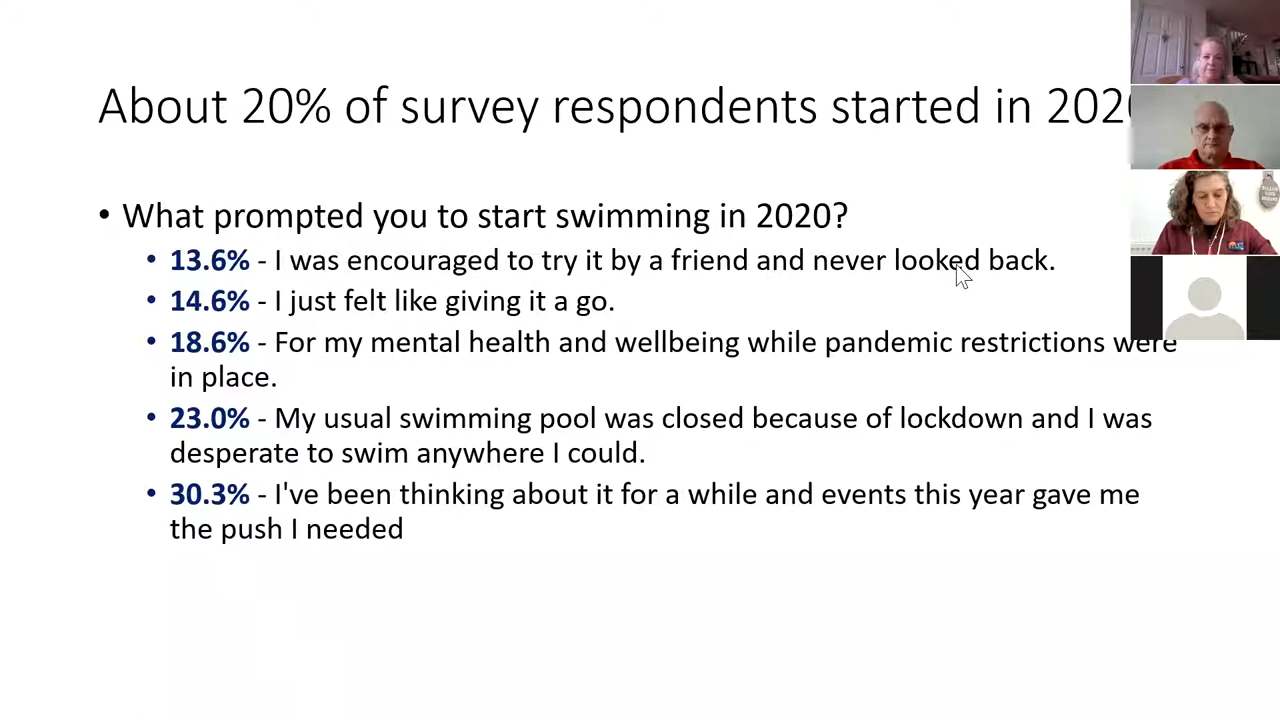 About 20% of survey respondents started in 202
• What prompted you to start swimming in 2020?
• 13.6% - I was encouraged to try it by a friend and never looked back.
• 14.6% - I just felt like giving it a go.
• 18.6% - For my mental health and wellbeing while pandemic restrictions were
in place.
• 23.0% - My usual swimming pool was closed because of lockdown and I was
desperate to swim anywhere I could.
• 30.3% - I've been thinking about it for a while and events this year gave me
the push I needed